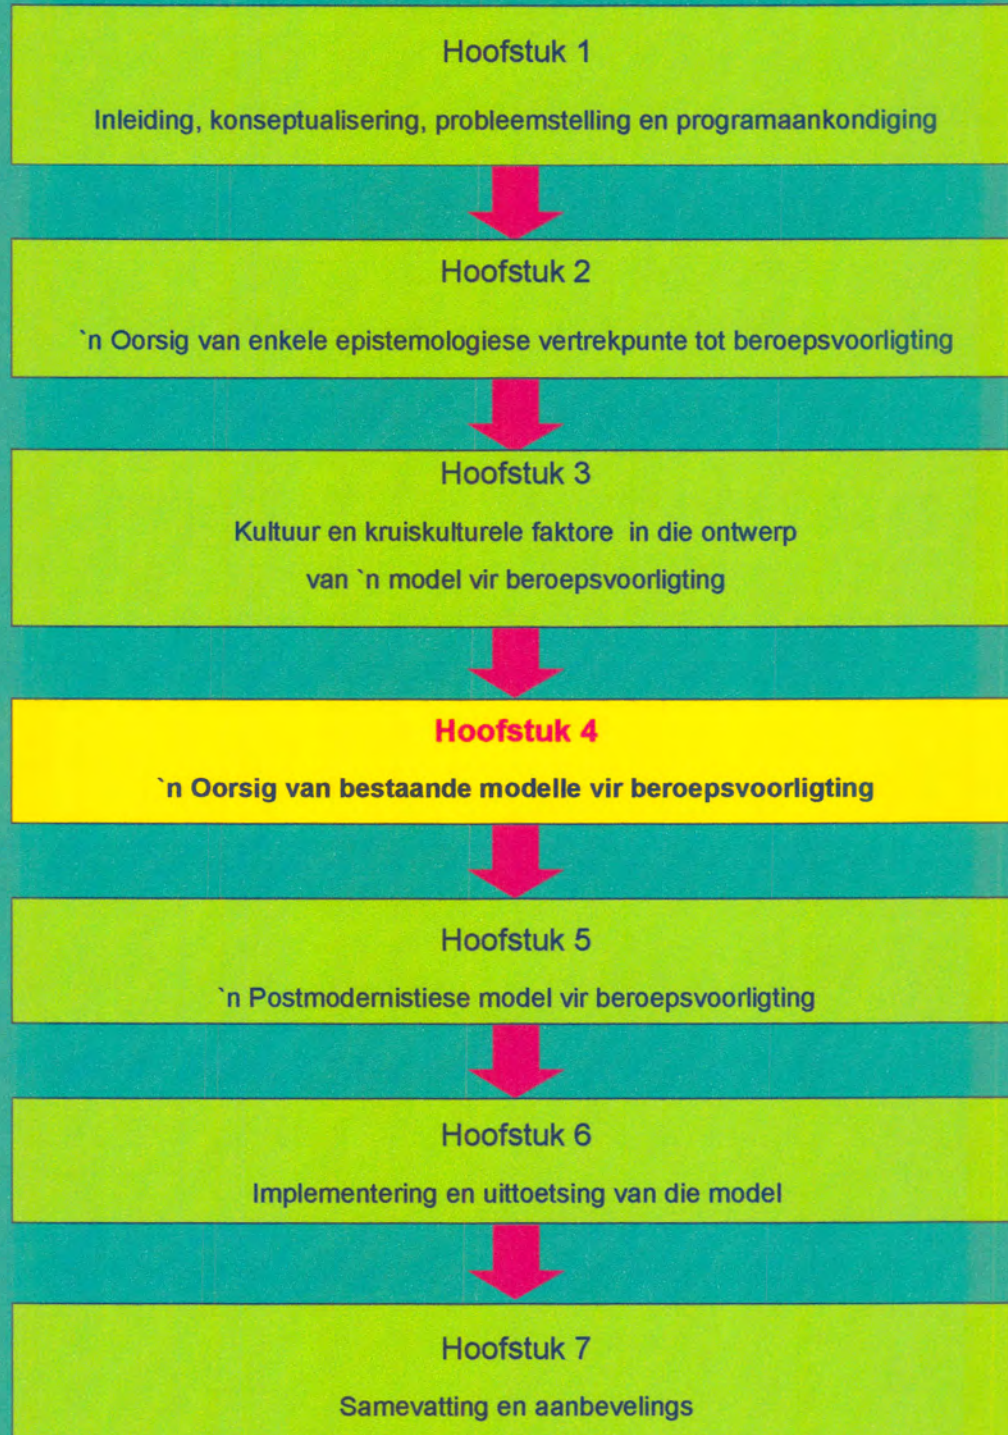 Hoofstuk 1
Inleiding, konseptualisering, probleemstelling en programaankondiging
Hoofstuk 2
`n Oorsig van enkele epistemologiese vertrekpunte tot beroepsvoorligting
Hoofstuk 3
Kultuur en kruiskulturele faktore in die ontwerp
van `n model vir beroepsvoorligting
Hoofstuk 4
`n Oorsig van bestaande modelle vir beroepsvoorligting
Hoofstuk 5
`n Postmodernistiese model vir beroepsvoorligting
Hoofstuk 6
Implementering en uittoetsing van die model
Hoofstuk 7
Samevatting en aanbevelings